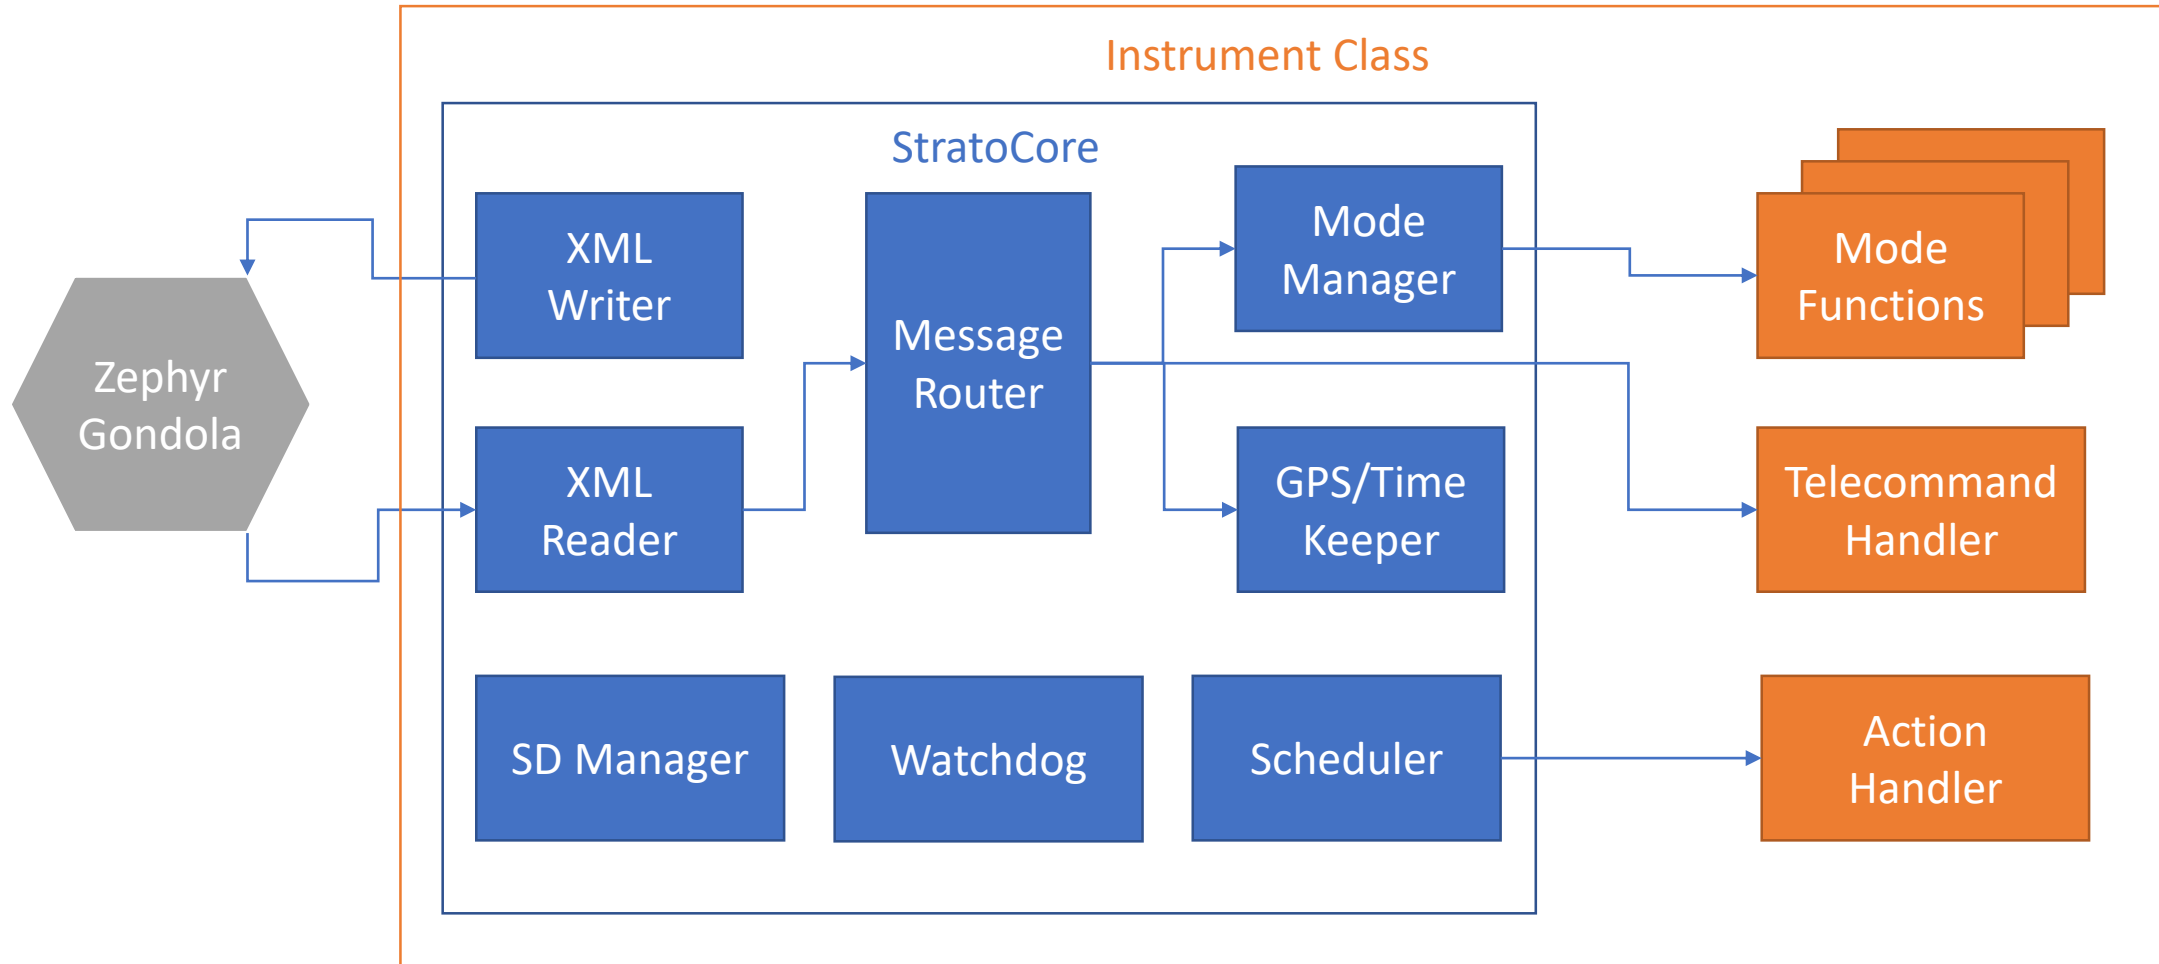 Instrument Class
StratoCore
XML
Writer
Message
Router
Mode
Manager
Mode
Functions
Zephyr
Gondola
XML
Reader
GPS/Time
Keeper
Telecommand
Handler
SD Manager
Watchdog
Scheduler
Action
Handler